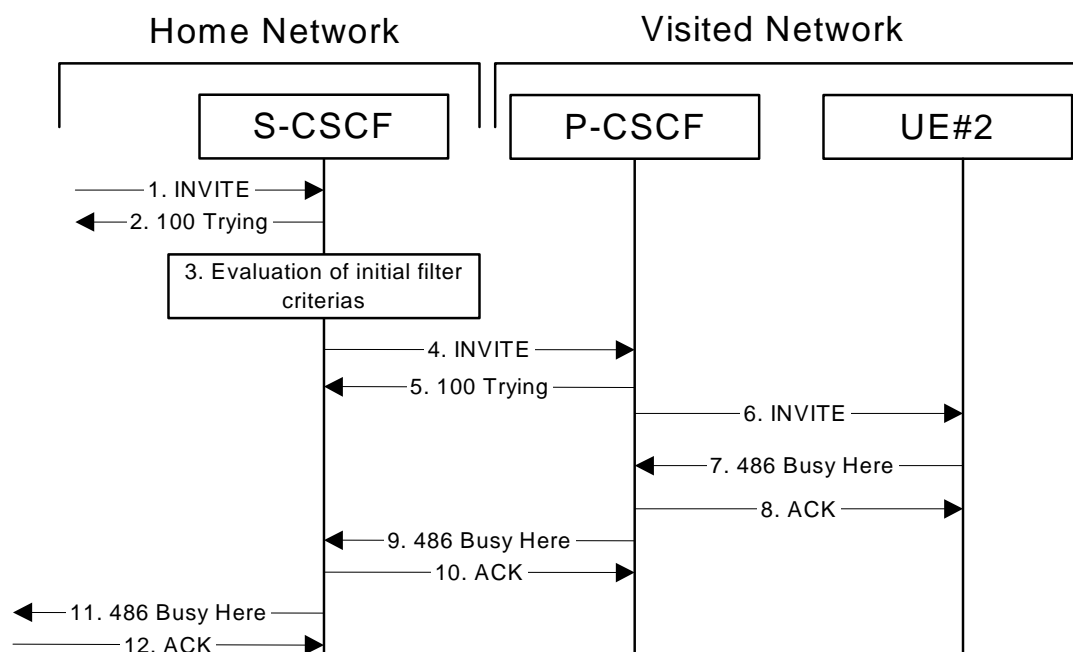 Home Network
Visited Network
S-CSCF
P-CSCF
UE#2
1. INVITE
2. 100 Trying
3. Evaluation of initial filter
criterias
4. INVITE
5. 100 Trying
6. INVITE
7. 486 Busy Here
8. ACK
9. 486 Busy Here
10. ACK
11. 486 Busy Here
12. ACK